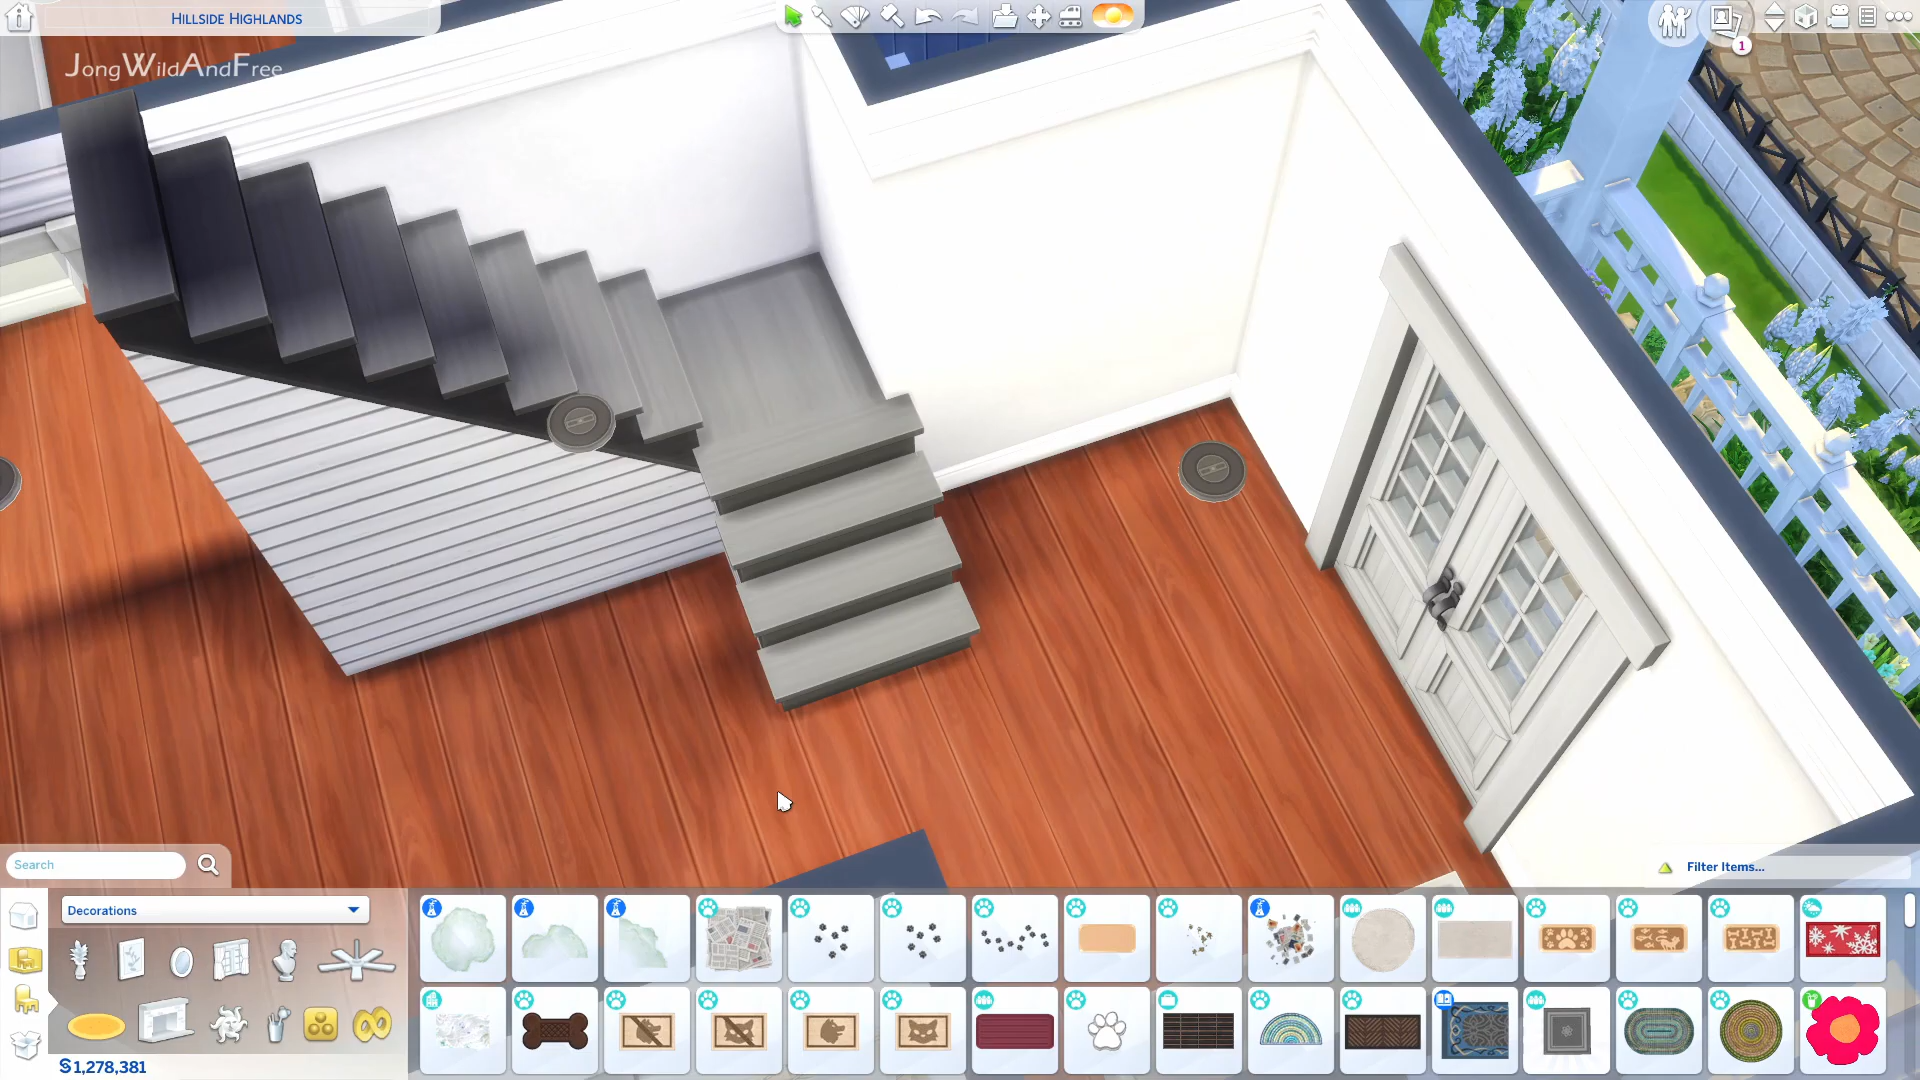 HILLSIDE HIGHLANDS
1
JongWildAndFree
Search
Filter Items...
Decorations
§1,278,381